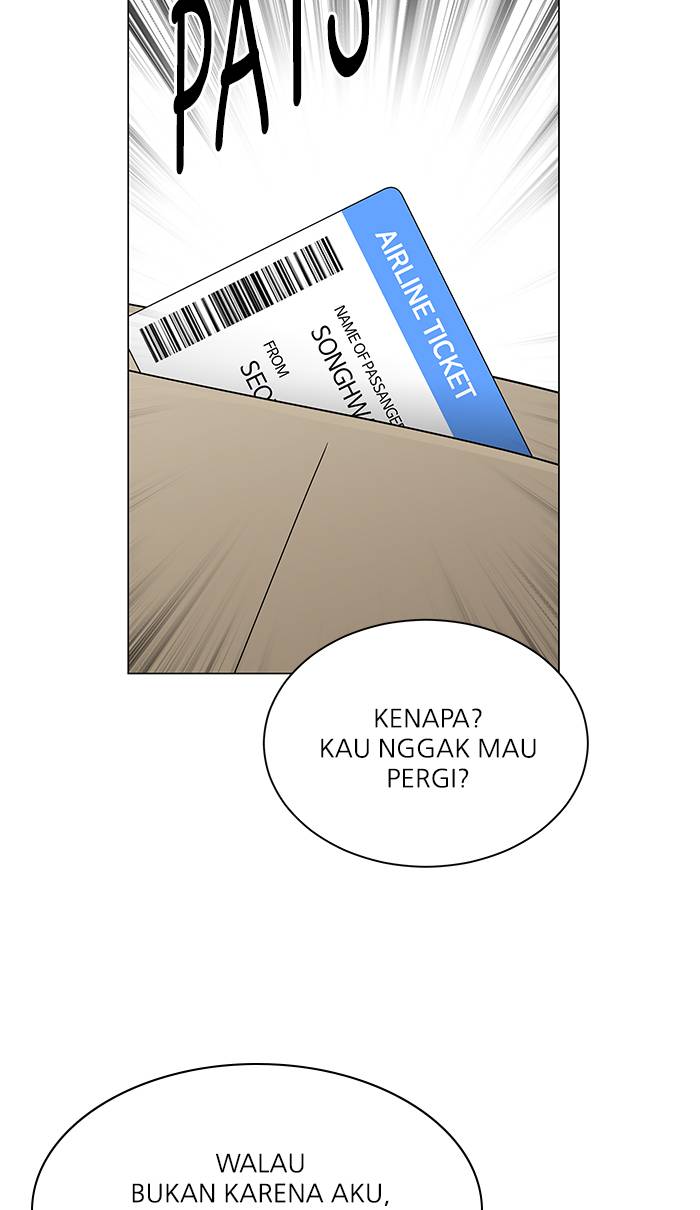 PATS
AIRLINE TICKET
NAME OF PASSANGER
SONGHW
FROM
SEO
KENAPA?
KAU NGGAK MAU
PERGI?
WALAU
BUKAN KARENA AKU,